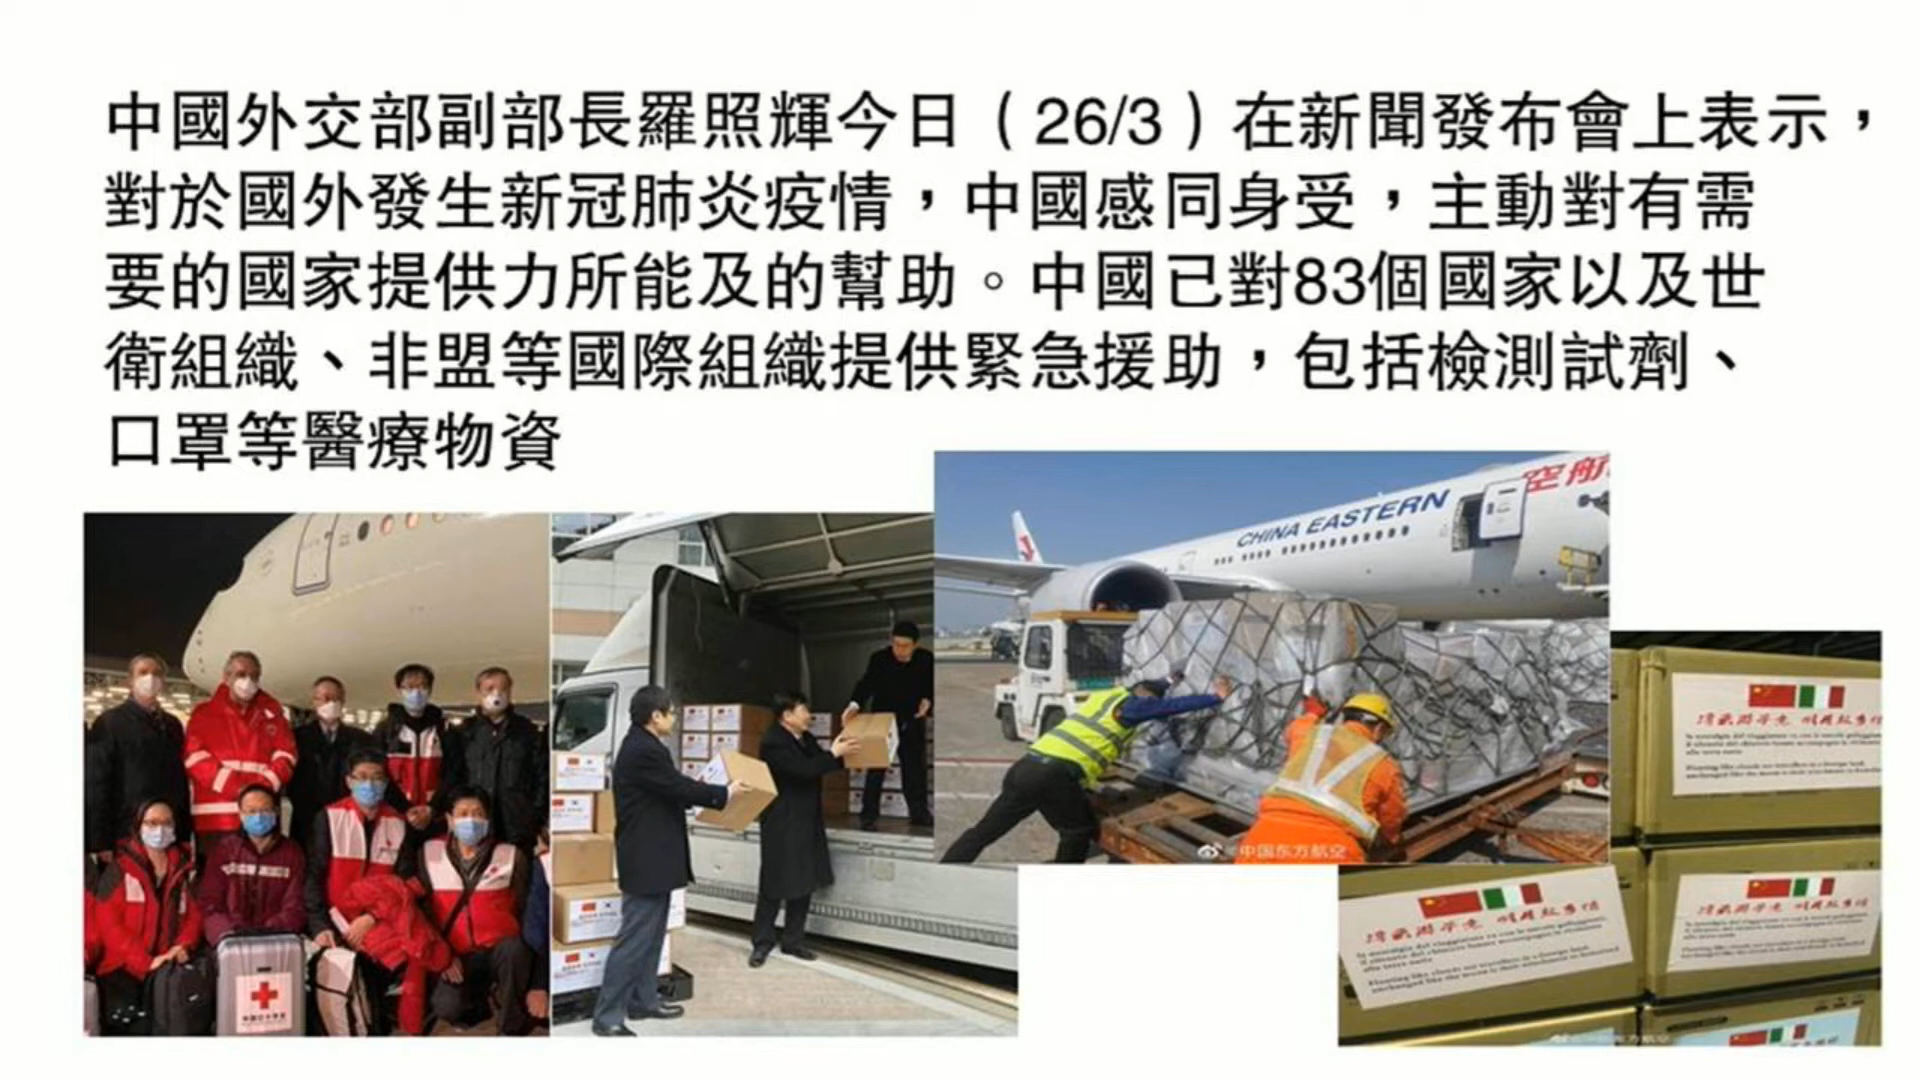 中國外交部副部長羅照輝今日（26/3）在新聞發布會上表示，
對於國外發生新冠肺炎疫情，中國感同身受，主動對有需
要的國家提供力所能及的幫助。中國已對83個國家以及世
衛組織、非盟等國際組織提供緊急援助，包括檢測試劑、
口罩等醫療物資
CHINA EASTERN
空航
中国东方航空